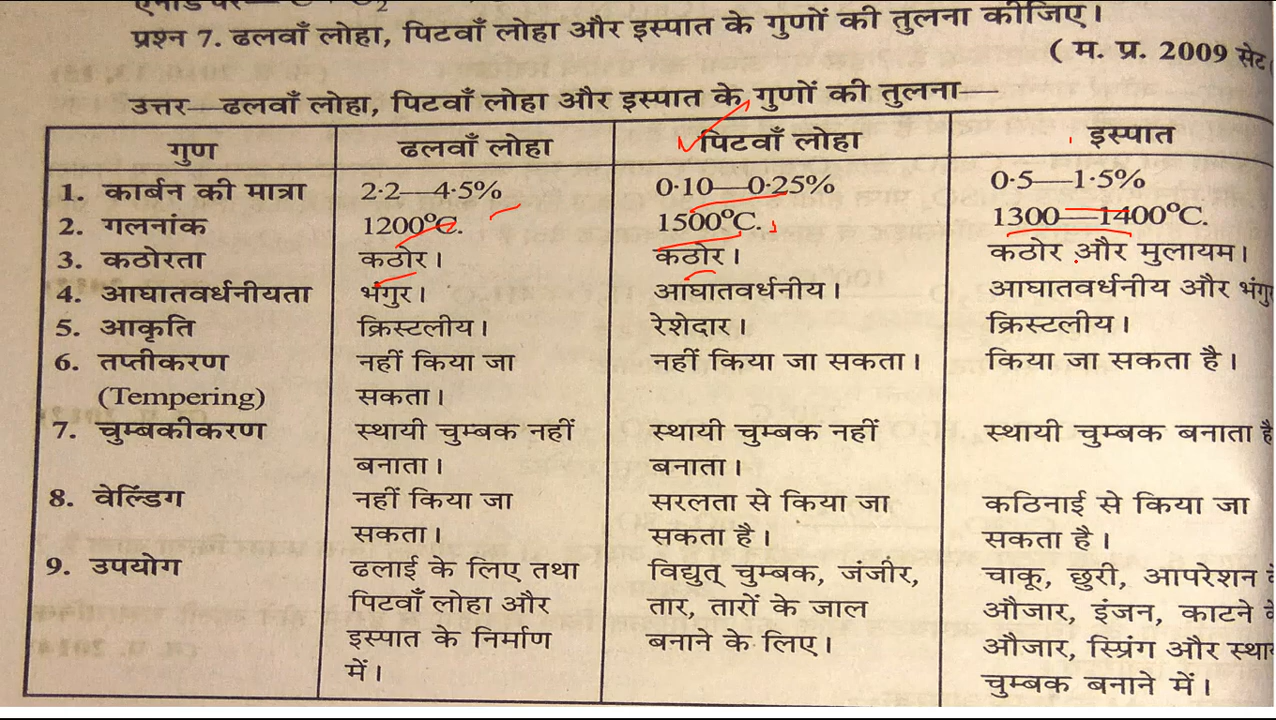 प्रश्न 7. ढलवाँ लोहा, पिटवाँ लोहा और इस्पात के गुणों की तुलना कीजिए।
( म. प्र. 2009 सेट
उत्तर—ढलवाँ लोहा, पिटवाँ लोहा और इस्पात के गुणों की तुलना—
गुण ढलवाँ लोहा पिटवाँ लोहा इस्पात
1. कार्बन की मात्रा 2·2—4·5% 0·10—0·25% 0·5—1·5%
2. गलनांक 1200°C. 1500°C. 1300—1400°C.
3. कठोरता कठोर। कठोर। कठोर और मुलायम।
4. आघातवर्धनीयता भंगुर। आघातवर्धनीय। आघातवर्धनीय और
5. आकृति क्रिस्टलीय। रेशेदार। क्रिस्टलीय।
6. तप्तीकरण नहीं किया जा नहीं किया जा सकता। किया जा सकता है।
(Tempering) सकता।
7. चुम्बकीकरण स्थायी चुम्बक नहीं स्थायी चुम्बक नहीं स्थायी चुम्बक बनाता है
बनाता। बनाता।
8. वेल्डिंग नहीं किया जा सरलता से किया जा कठिनाई से किया जा
सकता। सकता है। सकता है।
9. उपयोग ढलाई के लिए तथा विद्युत् चुम्बक, जंजीर, चाकू, छुरी, आपरेशन
पिटवाँ लोहा और तार, तारों के जाल औजार, इंजन, काटने
इस्पात के निर्माण बनाने के लिए। औजार, स्प्रिंग और
में। चुम्बक बनाने में।